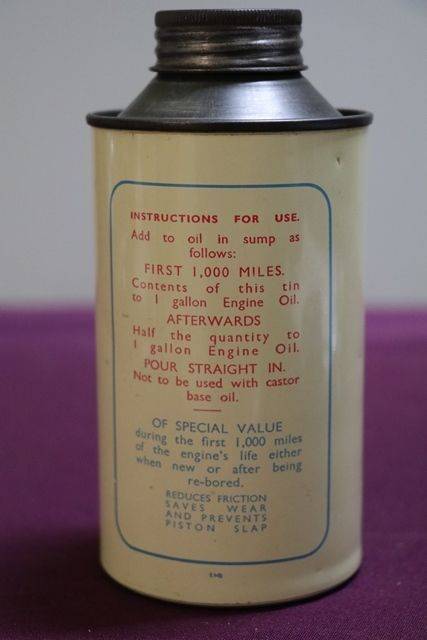 INSTRUCTIONS FOR USE.
Add to oil in sump as
follows:
FIRST 1,000 MILES.
Contents of this tin
to 1 gallon Engine Oil.
AFTERWARDS
Half the quantity to
1 gallon Engine Oil.
POUR STRAIGHT IN.
Not to be used with castor
base oil.
OF SPECIAL VALUE
during the first 1,000 miles
of the engine's life either
when new or after being
re-bored.
REDUCES FRICTION
SAVES WEAR
AND PREVENTS
PISTON SLAP